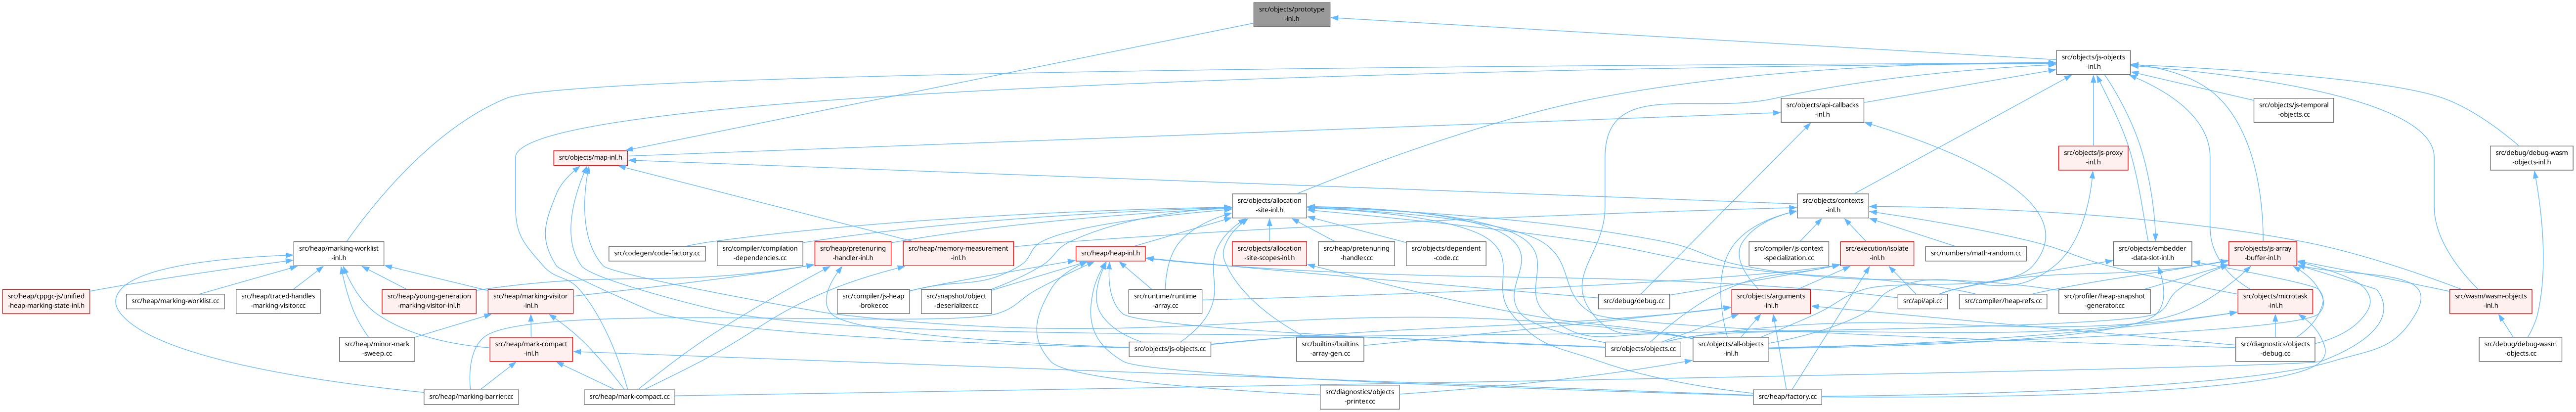 src/objects/prototype
-inl.h
src/objects/js-objects
-inl.h
src/objects/api-callbacks
-inl.h
src/objects/js-temporal
-objects.cc
src/objects/map-inl.h
src/objects/js-proxy
-inl.h
src/debug/debug-wasm
-objects-inl.h
src/objects/allocation
-site-inl.h
src/objects/contexts
-inl.h
src/heap/marking-worklist
-inl.h
src/codegen/code-factory.cc
src/compiler/compilation
-dependencies.cc
src/heap/pretenuring
-handler-inl.h
src/heap/memory-measurement
-inl.h
src/heap/heap-inl.h
src/objects/allocation
-site-scopes-inl.h
src/heap/pretenuring
-handler.cc
src/objects/dependent
-code.cc
src/compiler/js-context
-specialization.cc
src/execution/isolate
-inl.h
src/numbers/math-random.cc
src/objects/embedder
-data-slot-inl.h
src/objects/js-array
-buffer-inl.h
src/heap/cppgc-js/unified
-heap-marking-state-inl.h
src/heap/marking-worklist.cc
src/heap/traced-handles
-marking-visitor.cc
src/heap/young-generation
-marking-visitor-inl.h
src/heap/marking-visitor
-inl.h
src/compiler/js-heap
-broker.cc
src/snapshot/object
-deserializer.cc
src/runtime/runtime
-array.cc
src/debug/debug.cc
src/objects/arguments
-inl.h
src/api/api.cc
src/compiler/heap-refs.cc
src/profiler/heap-snapshot
-generator.cc
src/objects/microtask
-inl.h
src/wasm/wasm-objects
-inl.h
src/heap/minor-mark
-sweep.cc
src/heap/mark-compact
-inl.h
src/objects/js-objects.cc
src/builtins/builtins
-array-gen.cc
src/objects/objects.cc
src/objects/all-objects
-inl.h
src/diagnostics/objects
-debug.cc
src/debug/debug-wasm
-objects.cc
src/heap/marking-barrier.cc
src/heap/mark-compact.cc
src/diagnostics/objects
-printer.cc
src/heap/factory.cc